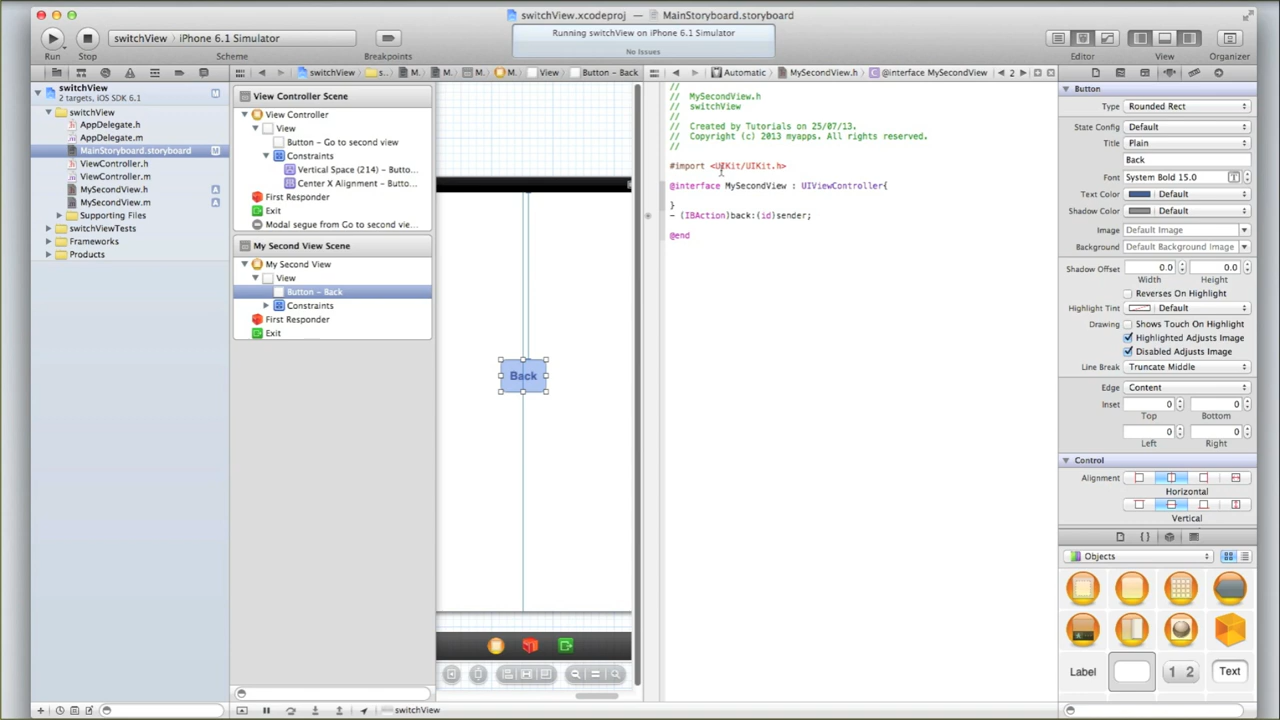 switchView.xcodeproj — MainStoryboard.storyboard
Run
Stop
switchView
iPhone 6.1 Simulator
Scheme
Breakpoints
Running switchView on iPhone 6.1 Simulator
No Issues
Editor
View
Organizer
switchView
s...
M.
M.
M.
M.
View
Button – Back
Automatic
MySecondView.h
@interface MySecondView
2
switchView
M
2 targets, iOS SDK 6.1
switchView
AppDelegate.h
AppDelegate.m
MainStoryboard.storyboard
M
ViewController.h
ViewController.m
MySecondView.h
A
MySecondView.m
A
Supporting Files
switchViewTests
Frameworks
Products
View Controller Scene
View Controller
View
Button – Go to second view
Constraints
Vertical Space (214) – Butto...
Center X Alignment – Butto...
First Responder
Exit
Modal segue from Go to second vie...
My Second View Scene
My Second View
View
Button – Back
Constraints
First Responder
Exit
Back
//
// MySecondView.h
// switchView
//
// Created by Tutorials on 25/07/13.
// Copyright (c) 2013 myapps. All rights reserved.
//
#import <UIKit/UIKit.h>
@interface MySecondView : UIViewController{
}
– (IBAction)back:(id)sender;
@end
Button
Type
Rounded Rect
State Config
Default
Title
Plain
Back
Font
System Bold 15.0
Text Color
Default
Shadow Color
Default
Image
Default Image
Background
Default Background Image
Shadow Offset
0.0
0.0
Width
Height
Reverses On Highlight
Highlight Tint
Default
Drawing
Shows Touch On Highlight
Highlighted Adjusts Image
Disabled Adjusts Image
Line Break
Truncate Middle
Edge
Content
Inset
0
0
Top
Bottom
0
0
Left
Right
Control
Alignment
Horizontal
Vertical
Objects
Label
1 2
Text
switchView